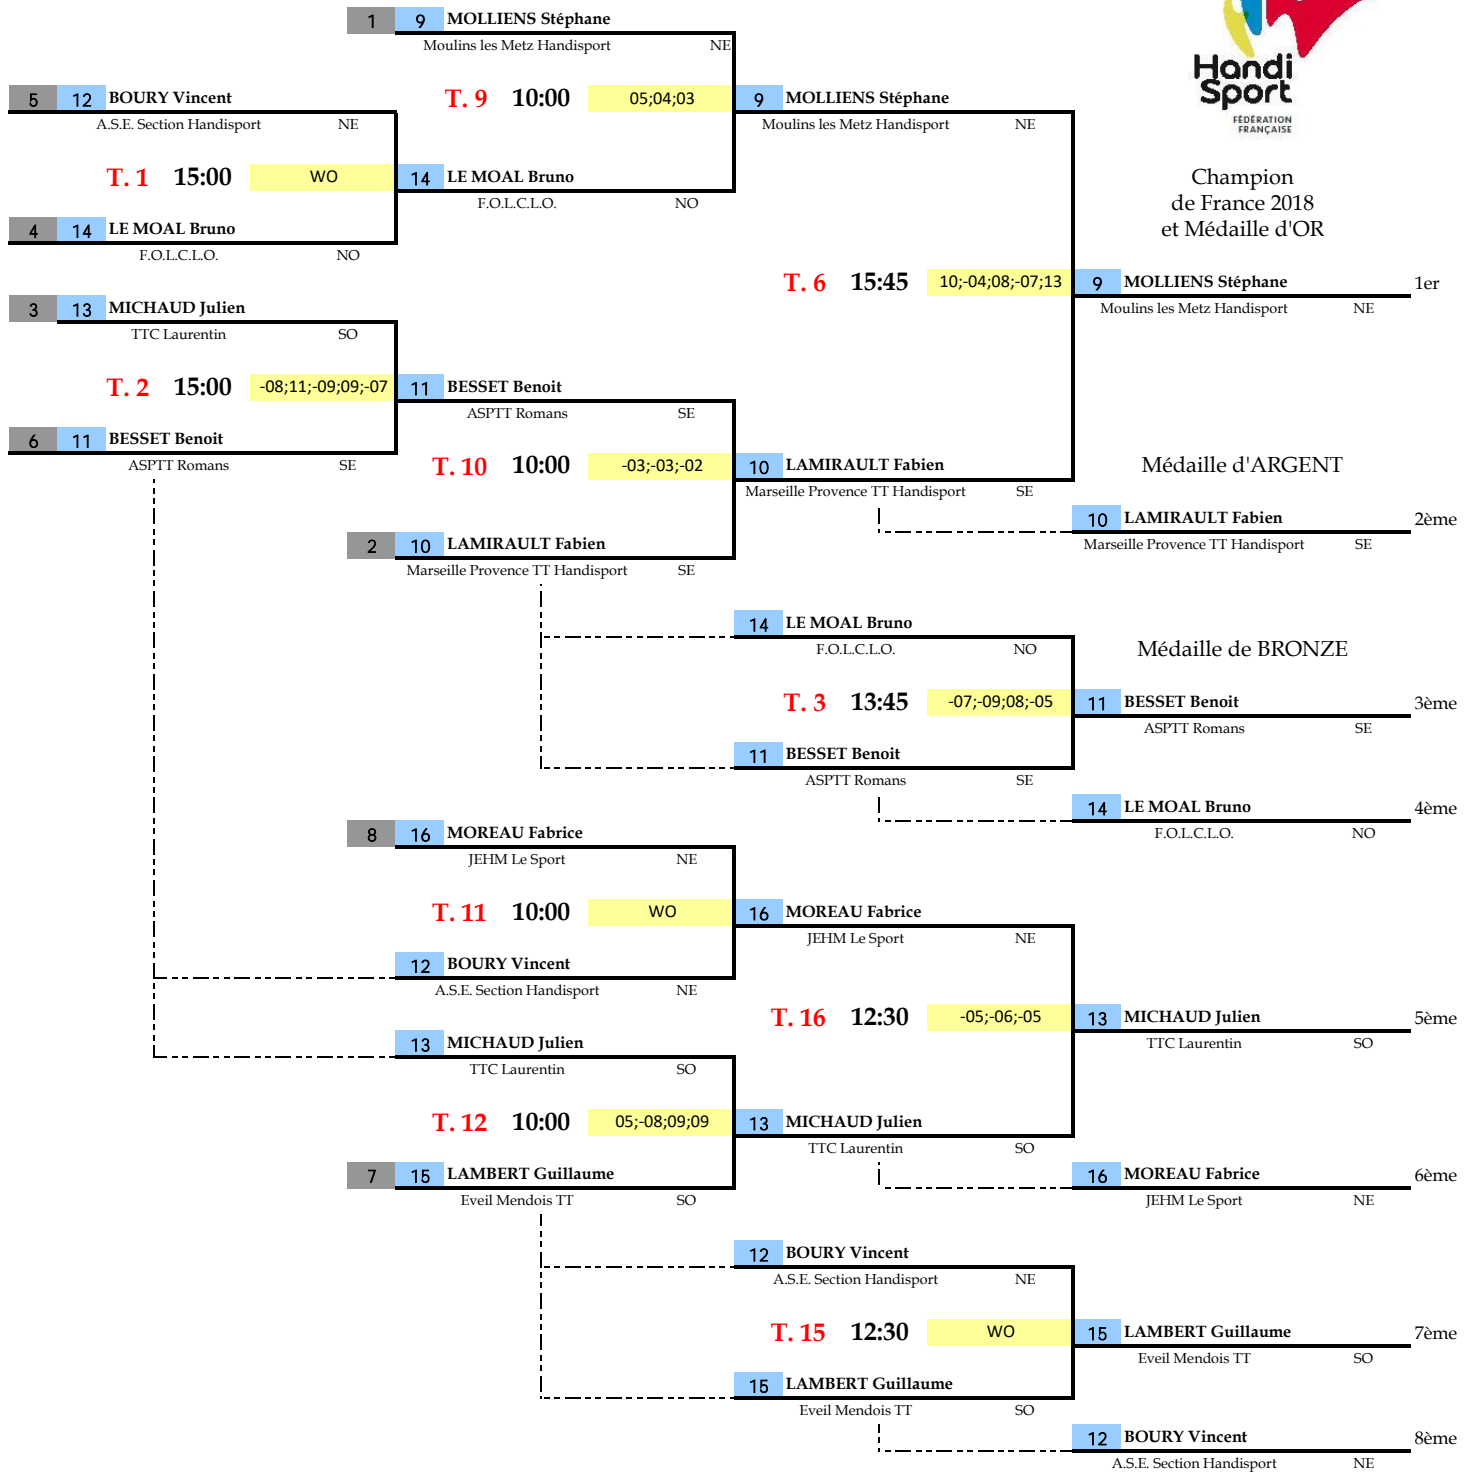 1 9 MOLLIENS Stéphane
Moulins les Metz Handisport NE
Handi
Sport
FÉDÉRATION
FRANÇAISE
5 12 BOURY Vincent
T. 9 10:00 05;04;03
9 MOLLIENS Stéphane
A.S.E. Section Handisport NE
Moulins les Metz Handisport NE
T. 1 15:00 WO
14 LE MOAL Bruno
F.O.L.C.L.O. NO
Champion
de France 2018
et Médaille d'OR
4 14 LE MOAL Bruno
F.O.L.C.L.O. NO
T. 6 15:45 10;-04;08;-07;13
9 MOLLIENS Stéphane 1er
Moulins les Metz Handisport NE
3 13 MICHAUD Julien
TTC Laurentin SO
T. 2 15:00 -08;11;-09;09;-07
11 BESSET Benoit
ASPTT Romans SE
6 11 BESSET Benoit
ASPTT Romans SE
T. 10 10:00 -03;-03;-02
10 LAMIRAULT Fabien
Marseille Provence TT Handisport SE
Médaille d'ARGENT
10 LAMIRAULT Fabien 2ème
Marseille Provence TT Handisport SE
2 10 LAMIRAULT Fabien
Marseille Provence TT Handisport SE
14 LE MOAL Bruno
F.O.L.C.L.O. NO
Médaille de BRONZE
T. 3 13:45 -07;-09;08;-05
11 BESSET Benoit 3ème
ASPTT Romans SE
11 BESSET Benoit
ASPTT Romans SE
14 LE MOAL Bruno 4ème
F.O.L.C.L.O. NO
8 16 MOREAU Fabrice
JEHM Le Sport NE
T. 11 10:00 WO
16 MOREAU Fabrice
JEHM Le Sport NE
12 BOURY Vincent
A.S.E. Section Handisport NE
T. 16 12:30 -05;-06;-05
13 MICHAUD Julien 5ème
TTC Laurentin SO
13 MICHAUD Julien
TTC Laurentin SO
T. 12 10:00 05;-08;09;09
13 MICHAUD Julien
TTC Laurentin SO
7 15 LAMBERT Guillaume
Eveil Mendois TT SO
16 MOREAU Fabrice 6ème
JEHM Le Sport NE
12 BOURY Vincent
A.S.E. Section Handisport NE
T. 15 12:30 WO
15 LAMBERT Guillaume 7ème
Eveil Mendois TT SO
15 LAMBERT Guillaume
Eveil Mendois TT SO
12 BOURY Vincent 8ème
A.S.E. Section Handisport NE